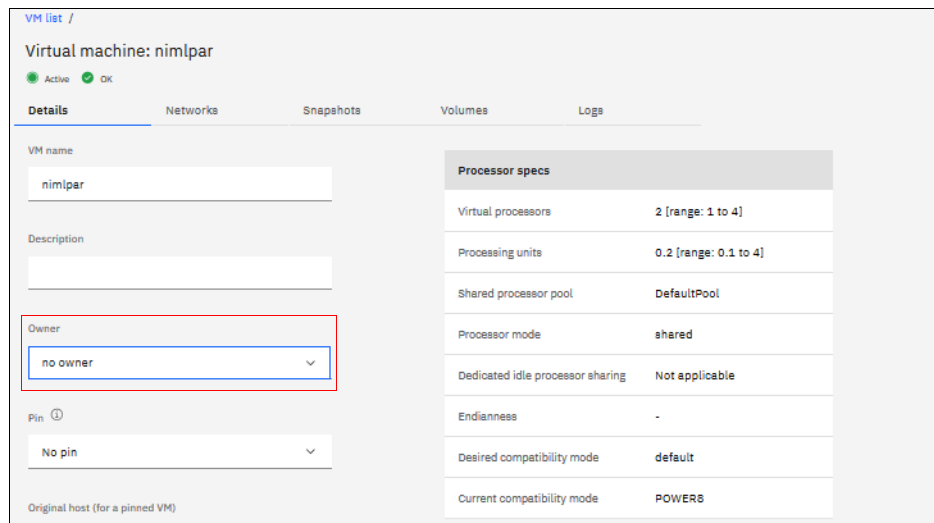 VM list /
Virtual machine: nimlpar
Active OK
Details Networks Snapshots Volumes Logs
VM name
nimlpar
Description
Owner
no owner
Pin
No pin
Original host (for a pinned VM)
Processor specs
Virtual processors 2 [range: 1 to 4]
Processing units 0.2 [range: 0.1 to 4]
Shared processor pool DefaultPool
Processor mode shared
Dedicated idle processor sharing Not applicable
Endianness -
Desired compatibility mode default
Current compatibility mode POWER8